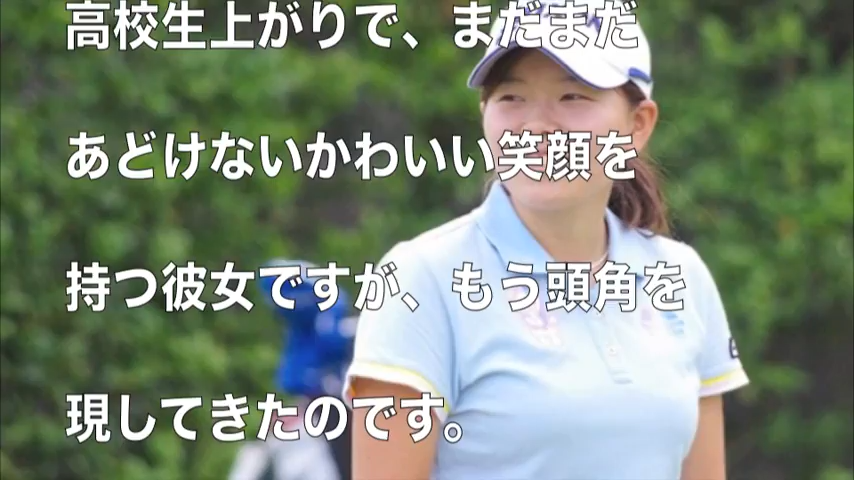 高校生上がりで、まだまだ
あどけないかわいい笑顔を
持つ彼女ですが、もう頭角を
現してきたのです。